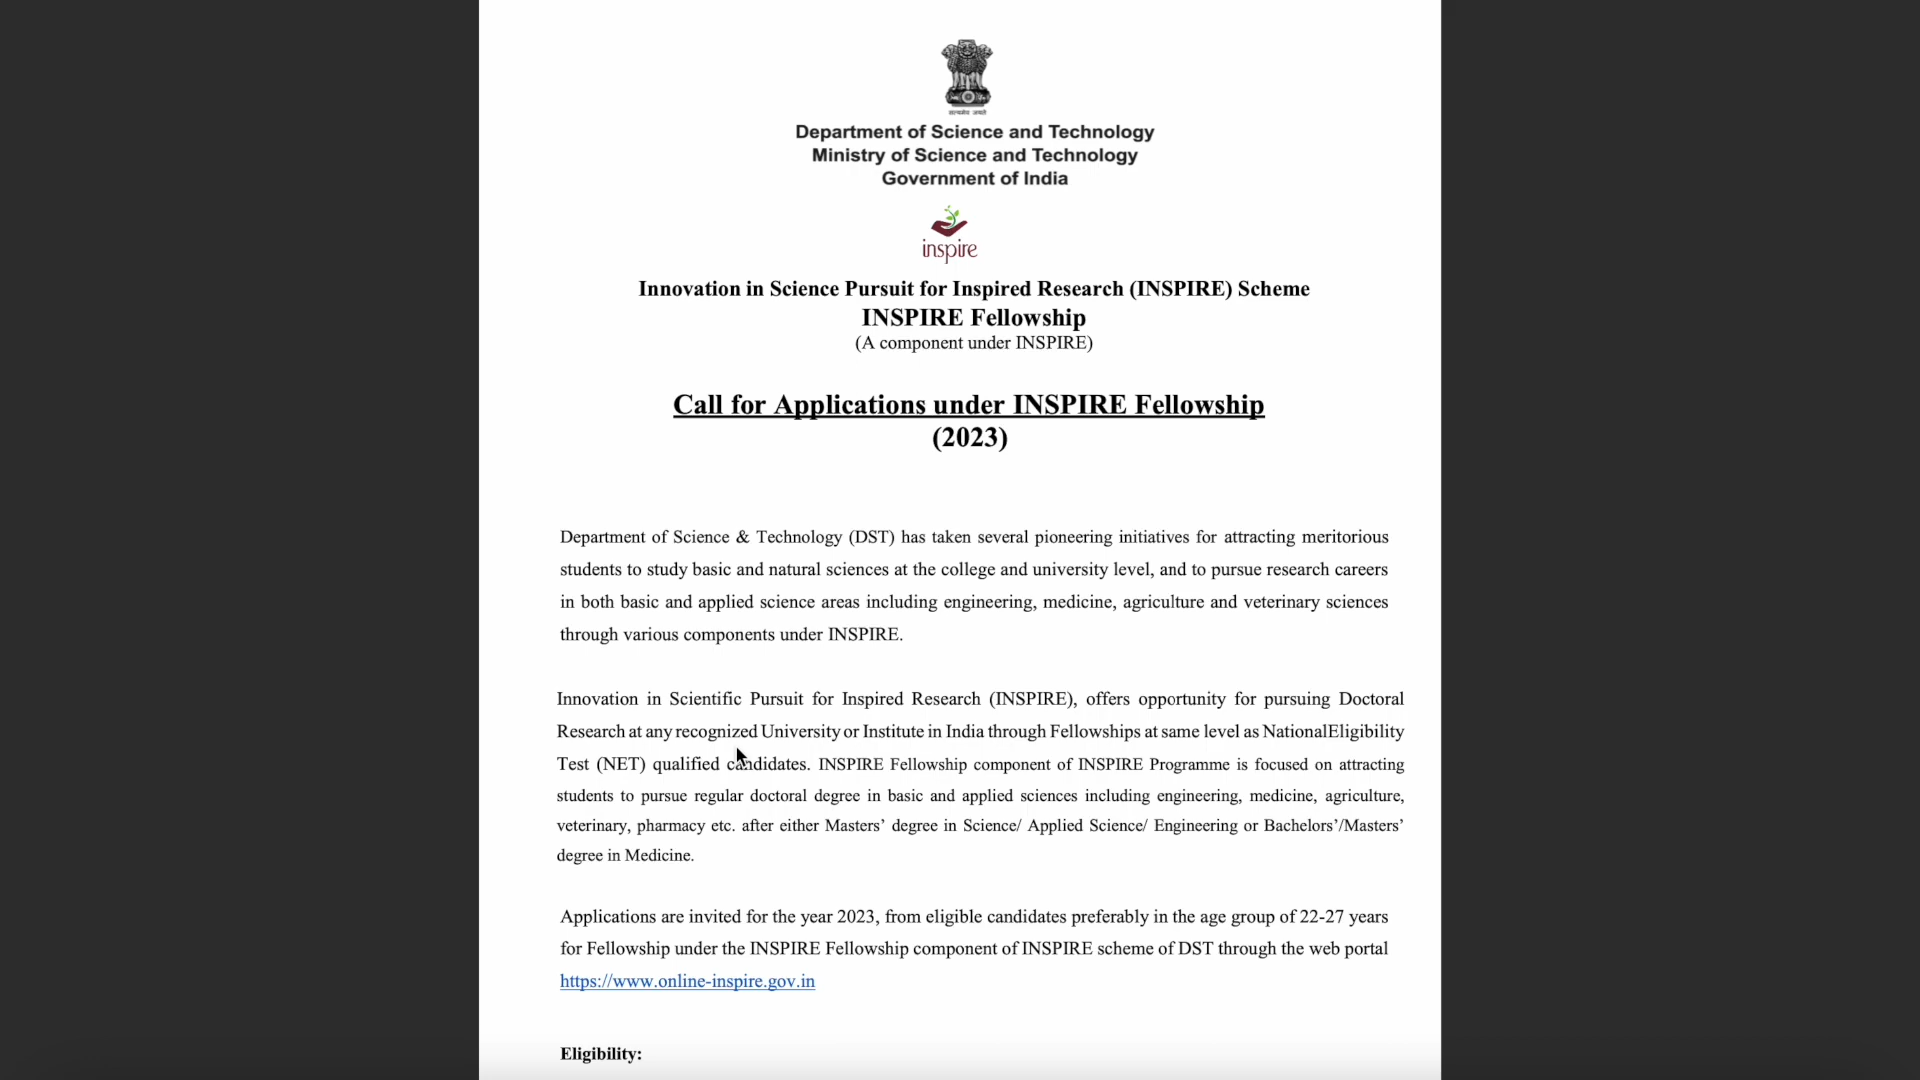 सत्यमेव जयते
Department of Science and Technology
Ministry of Science and Technology
Government of India
inspire
Innovation in Science Pursuit for Inspired Research (INSPIRE) Scheme
INSPIRE Fellowship
(A component under INSPIRE)
Call for Applications under INSPIRE Fellowship
(2023)
Department of Science & Technology (DST) has taken several pioneering initiatives for attracting meritorious
students to study basic and natural sciences at the college and university level, and to pursue research careers
in both basic and applied science areas including engineering, medicine, agriculture and veterinary sciences
through various components under INSPIRE.
Innovation in Scientific Pursuit for Inspired Research (INSPIRE), offers opportunity for pursuing Doctoral
Research at any recognized University or Institute in India through Fellowships at same level as NationalEligibility
Test (NET) qualified candidates. INSPIRE Fellowship component of INSPIRE Programme is focused on attracting
students to pursue regular doctoral degree in basic and applied sciences including engineering, medicine, agriculture,
veterinary, pharmacy etc. after either Masters’ degree in Science/ Applied Science/ Engineering or Bachelors’/Masters’
degree in Medicine.
Applications are invited for the year 2023, from eligible candidates preferably in the age group of 22-27 years
for Fellowship under the INSPIRE Fellowship component of INSPIRE scheme of DST through the web portal
https://www.online-inspire.gov.in
Eligibility: